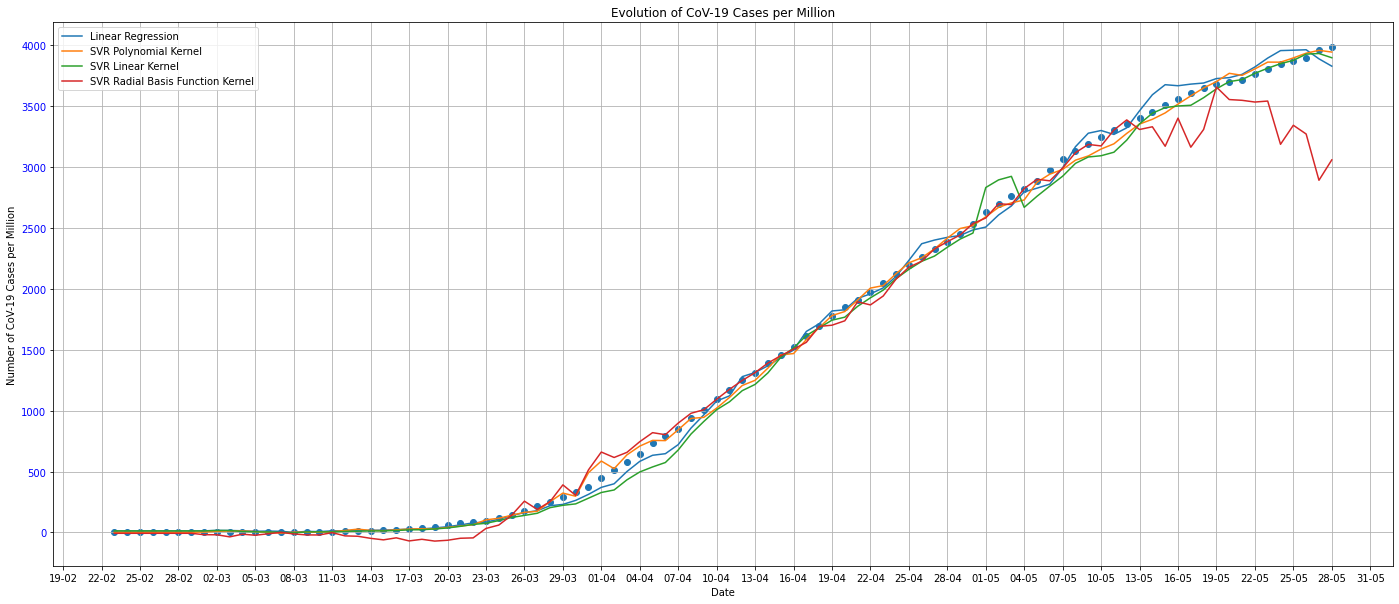 Evolution of CoV-19 Cases per Million
Linear Regression
SVR Polynomial Kernel
SVR Linear Kernel
SVR Radial Basis Function Kernel
Number of CoV-19 Cases per Million
4000
3500
3000
2500
2000
1500
1000
500
0
19-02 22-02 25-02 28-02 02-03 05-03 08-03 11-03 14-03 17-03 20-03 23-03 26-03 29-03 01-04 04-04 07-04 10-04 13-04 16-04 19-04 22-04 25-04 28-04 01-05 04-05 07-05 10-05 13-05 16-05 19-05 22-05 25-05 28-05 31-05
Date